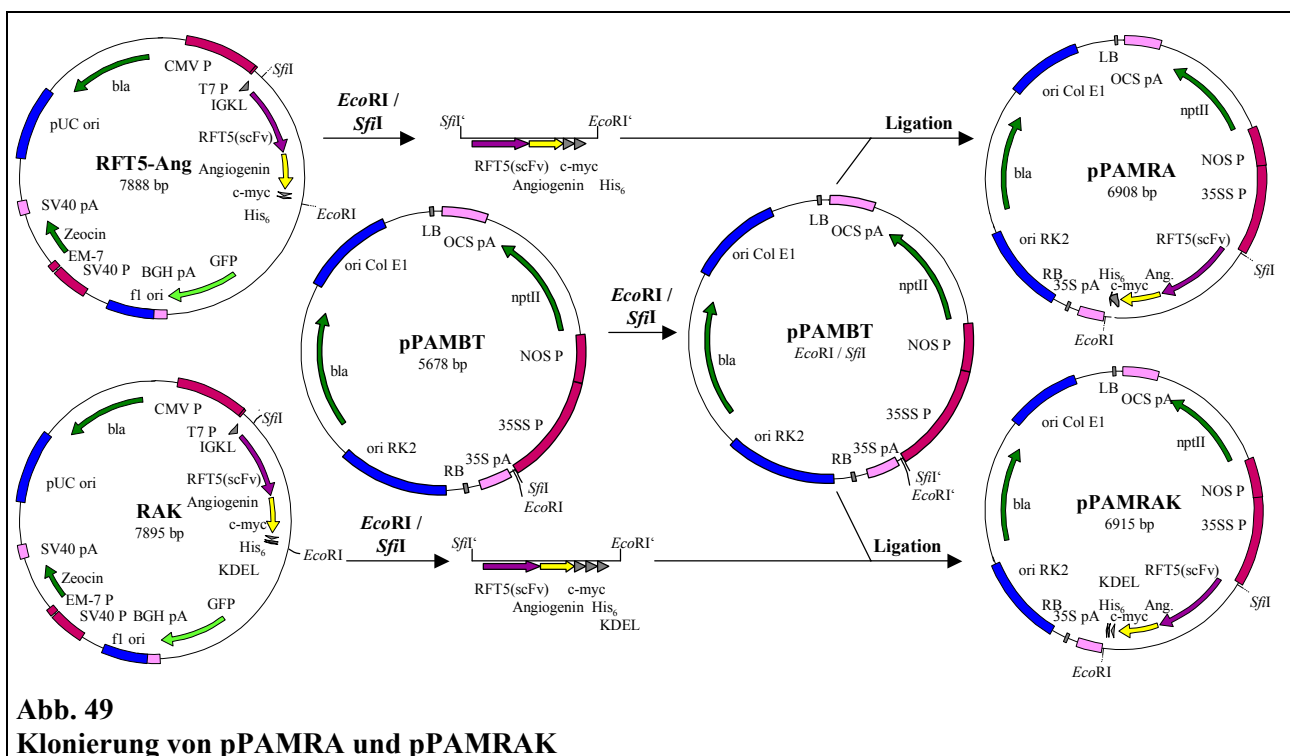 CMV P
SfiI
bla
T7 P
IGKL
pUC ori
RFT5(scFv)
RFT5-Ang
7888 bp
Angiogenin
c-myc
His6
EcoRI
SV40 pA
Zeocin
EM-7
SV40 P
BGH pA
GFP
f1 ori
EcoRI /
SfiI
SfiI‘
EcoRI‘
RFT5(scFv)
c-myc
Angiogenin
His6
Ligation
LB
OCS pA
ori Col E1
nptII
bla
pPAMRA
6908 bp
NOS P
35SS P
ori RK2
RFT5(scFv)
SfiI
RB
35S pA
His6
Ang.
c-myc
EcoRI
LB
OCS pA
ori Col E1
nptII
pPAMBT
5678 bp
NOS P
bla
35SS P
ori RK2
RB
35S pA
SfiI
EcoRI
EcoRI /
SfiI
LB
OCS pA
ori Col E1
nptII
pPAMBT
EcoRI / SfiI
NOS P
bla
35SS P
ori RK2
RB
35S pA
SfiI‘
EcoRI‘
CMV P
SfiI
bla
T7 P
IGKL
pUC ori
RFT5(scFv)
RAK
7895 bp
Angiogenin
c-myc
His6
EcoRI
KDEL
SV40 pA
Zeocin
EM-7 P
SV40 P
BGH pA
GFP
f1 ori
EcoRI /
SfiI
SfiI‘
EcoRI‘
RFT5(scFv)
c-myc
Angiogenin
His6
KDEL
Ligation
LB
OCS pA
ori Col E1
nptII
bla
pPAMRAK
6915 bp
NOS P
35SS P
ori RK2
KDEL
RFT5(scFv)
SfiI
RB
35S pA
His6
Ang.
c-myc
EcoRI
Abb. 49
Klonierung von pPAMRA und pPAMRAK